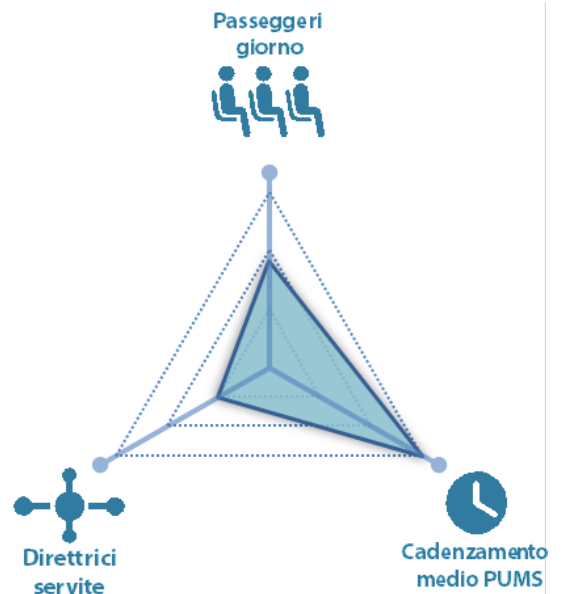 Passeggeri
giorno
Direttrici
servite
Cadenzamento
medio PUMS